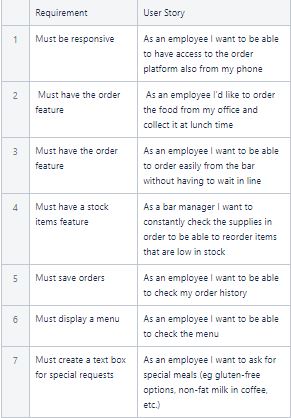 Requirement User Story
1 Must be responsive As an employee I want to be able
to have access to the order
platform also from my phone
2 Must have the order As an employee I'd like to order
feature the food from my office and
collect it at lunch time
3 Must have the order As an employee I want to be able
feature to order easily from the bar
without having to wait in line
4 Must have a stock As a bar manager I want to
items feature constantly check the supplies in
order to be able to reorder items
that are low in stock
5 Must save orders As an employee I want to be able
to check my order history
6 Must display a menu As an employee I want to be able
to check the menu
7 Must create a text box As an employee I want to ask for
for special requests special meals (eg gluten-free
options, non-fat milk in coffee,
etc.)